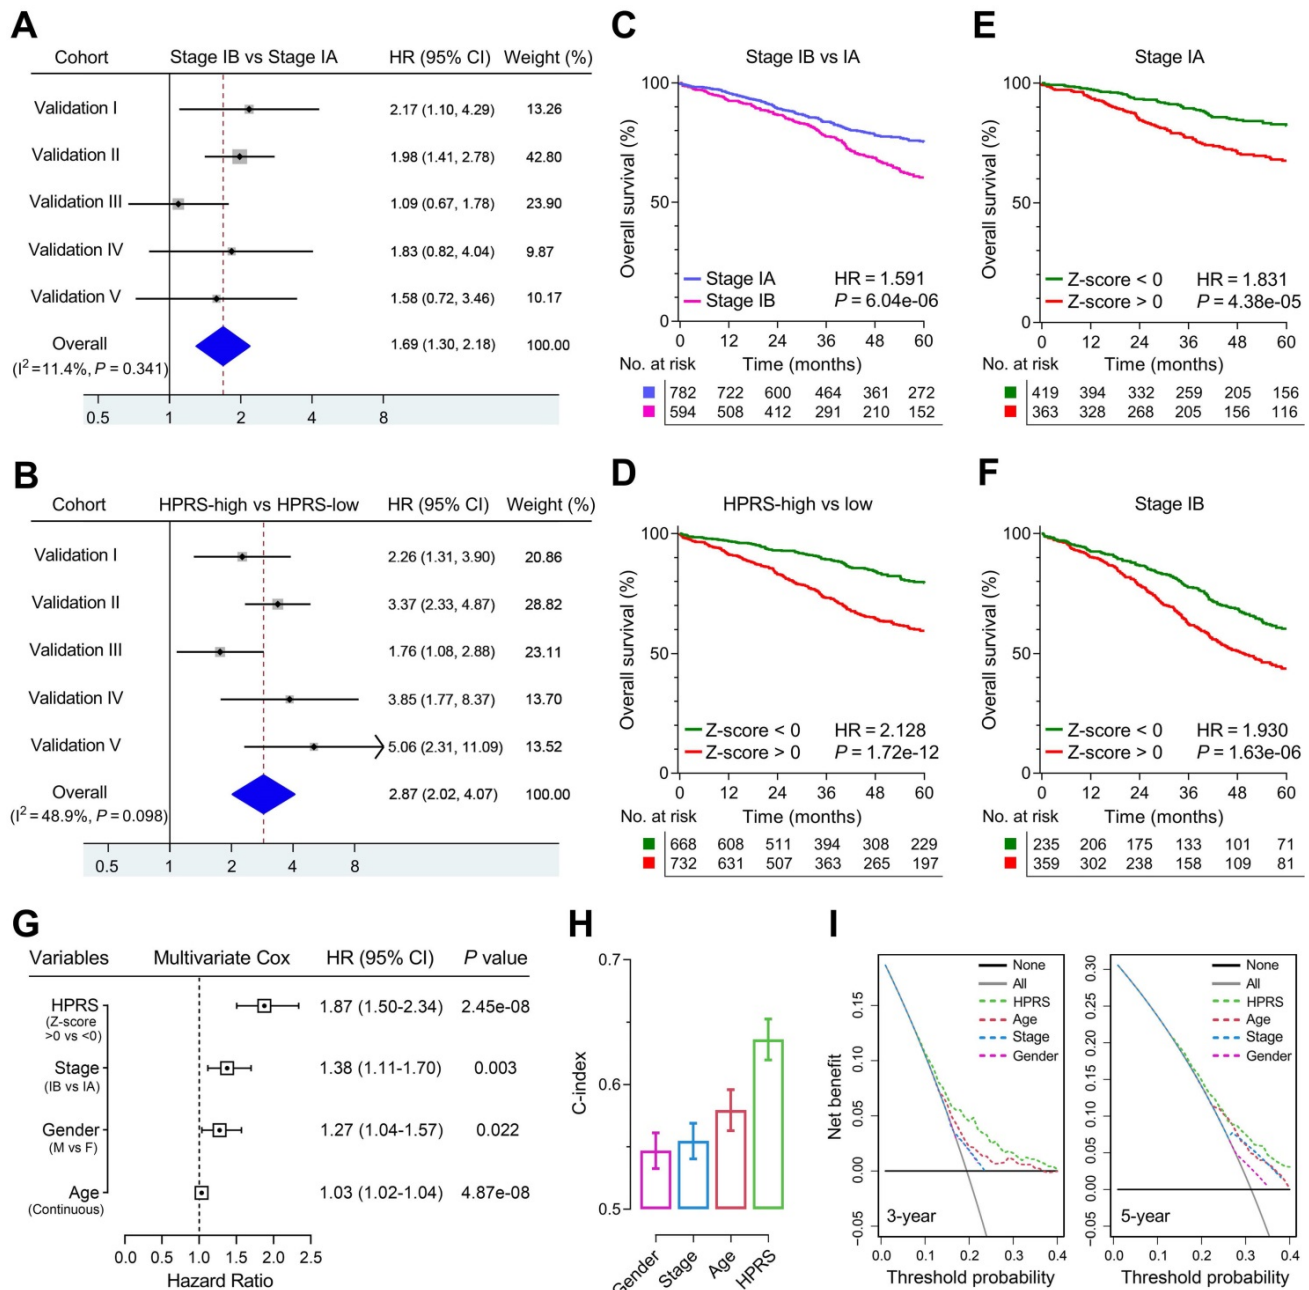 A
Cohort Stage IB vs Stage IA HR (95% CI) Weight (%)
Validation I 2.17 (1.10, 4.29) 13.26
Validation II 1.98 (1.41, 2.78) 42.80
Validation III 1.09 (0.67, 1.78) 23.90
Validation IV 1.83 (0.82, 4.04) 9.87
Validation V 1.58 (0.72, 3.46) 10.17
Overall 1.69 (1.30, 2.18) 100.00
(I²=11.4%, P = 0.341)
0.5 1 2 4 8
B
Cohort HPRS-high vs HPRS-low HR (95% CI) Weight (%)
Validation I 2.26 (1.31, 3.90) 20.86
Validation II 3.37 (2.33, 4.87) 28.82
Validation III 1.76 (1.08, 2.88) 23.11
Validation IV 3.85 (1.77, 8.37) 13.70
Validation V 5.06 (2.31, 11.09) 13.52
Overall 2.87 (2.02, 4.07) 100.00
(I²=48.9%, P=0.098)
0.5 1 2 4 8
C
Stage IB vs IA
Overall survival (%)
100
50
0
Stage IA HR = 1.591
Stage IB P = 6.04e-06
0 12 24 36 48 60
No. at risk Time (months)
782 722 600 464 361 272
594 508 412 291 210 152
E
Stage IA
Overall survival (%)
100
50
0
Z-score < 0 HR = 1.831
Z-score > 0 P = 4.38e-05
0 12 24 36 48 60
No. at risk Time (months)
419 394 332 259 205 156
363 328 268 205 156 116
D
HPRS-high vs low
Overall survival (%)
100
50
0
Z-score < 0 HR = 2.128
Z-score > 0 P = 1.72e-12
0 12 24 36 48 60
No. at risk Time (months)
668 608 511 394 308 229
732 631 507 363 265 197
F
Stage IB
Overall survival (%)
100
50
0
Z-score < 0 HR = 1.930
Z-score > 0 P = 1.63e-06
0 12 24 36 48 60
No. at risk Time (months)
235 206 175 133 101 71
359 302 238 158 109 81
G
Variables Multivariate Cox HR (95% CI) P value
HPRS 1.87 (1.50-2.34) 2.45e-08
(Z-score
>0 vs <0)
Stage 1.38 (1.11-1.70) 0.003
(IB vs IA)
Gender 1.27 (1.04-1.57) 0.022
(M vs F)
Age 1.03 (1.02-1.04) 4.87e-08
(Continuous)
0.0 0.5 1.0 1.5 2.0 2.5
Hazard Ratio
H
C-index
0.7
0.6
0.5
Gender Stage Age HPRS
I
Net benefit
0.15
0.10
0.05
0.00
−0.05
None
All
HPRS
Age
Stage
Gender
3-year
0.0 0.1 0.2 0.3 0.4
Threshold probability
0.30
0.25
0.20
0.15
0.10
0.05
0.00
−0.05
None
All
HPRS
Age
Stage
Gender
5-year
0.0 0.1 0.2 0.3 0.4
Threshold probability